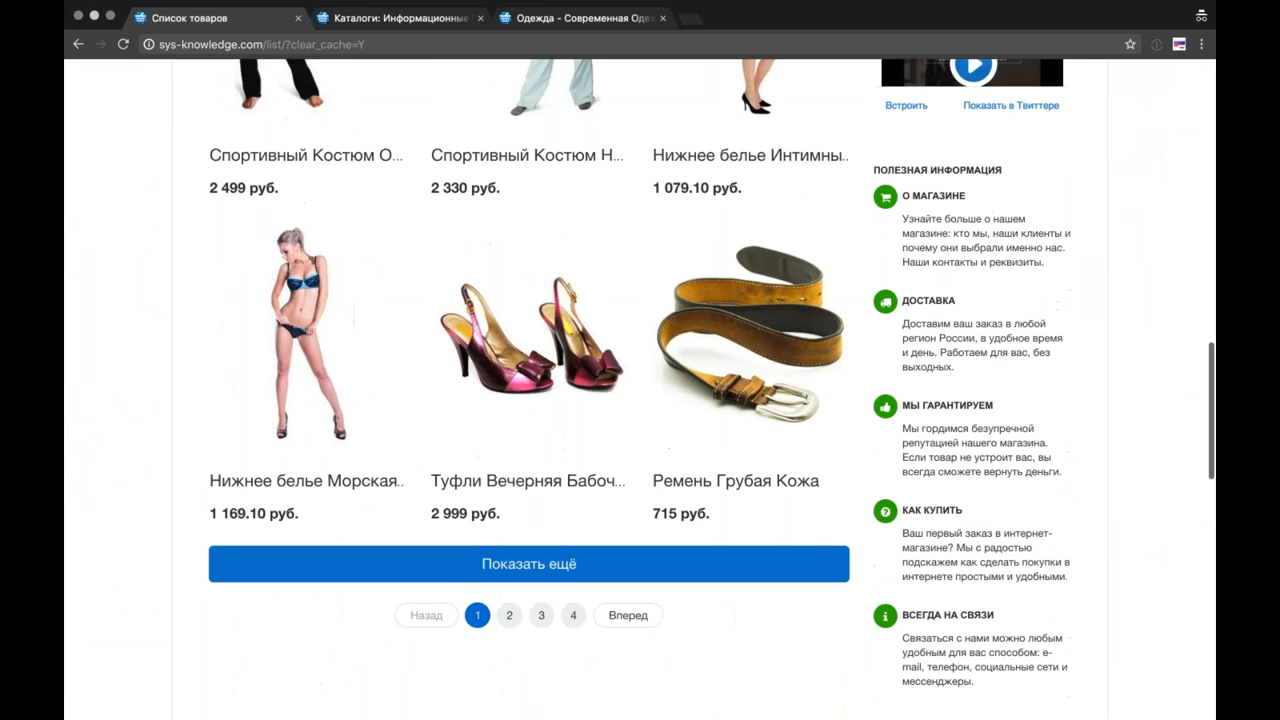 Список товаров
Каталоги: Информационные
Одежда - Современная Оде
sys-knowledge.com/list/?clear_cache=Y
Встроить
Показать в Твиттере
Спортивный Костюм О...
Спортивный Костюм Н...
Нижнее белье Интимны..
2 499 руб.
2 330 руб.
1 079.10 руб.
Нижнее белье Морская..
Туфли Вечерняя Бабоч...
Ремень Грубая Кожа
1 169.10 руб.
2 999 руб.
715 руб.
Показать ещё
Назад
1
2
3
4
Вперед
ПОЛЕЗНАЯ ИНФОРМАЦИЯ
О МАГАЗИНЕ
Узнайте больше о нашем
магазине: кто мы, наши клиенты и
почему они выбрали именно нас.
Наши контакты и реквизиты.
ДОСТАВКА
Доставим ваш заказ в любой
регион России, в удобное время
и день. Работаем для вас, без
выходных.
МЫ ГАРАНТИРУЕМ
Мы гордимся безупречной
репутацией нашего магазина.
Если товар не устроит вас, вы
всегда сможете вернуть деньги.
КАК КУПИТЬ
Ваш первый заказ в интернет-
магазине? Мы с радостью
подскажем как сделать покупки в
интернете простыми и удобными.
ВСЕГДА НА СВЯЗИ
Связаться с нами можно любым
удобным для вас способом: e-
mail, телефон, социальные сети и
мессенджеры.